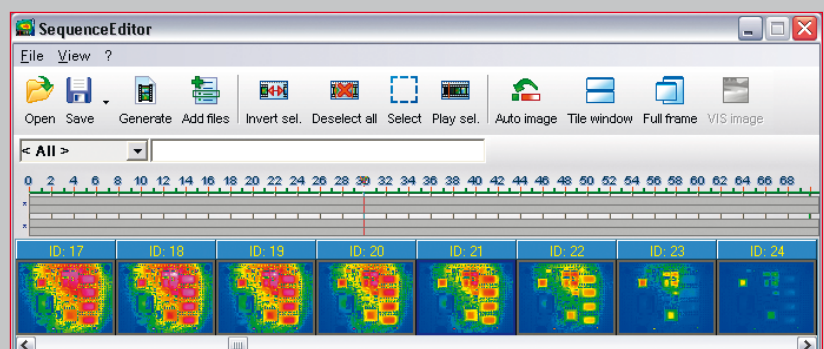 SequenceEditor
File View ?
Open Save Generate Add files Invert sel. Deselect all Select Play sel. Auto image Tile window Full frame VIS image
< All >
0 2 4 6 8 10 12 14 16 18 20 22 24 26 28 30 32 34 36 38 40 42 44 46 48 50 52 54 56 58 60 62 64 66 68
ID: 17 ID: 18 ID: 19 ID: 20 ID: 21 ID: 22 ID: 23 ID: 24